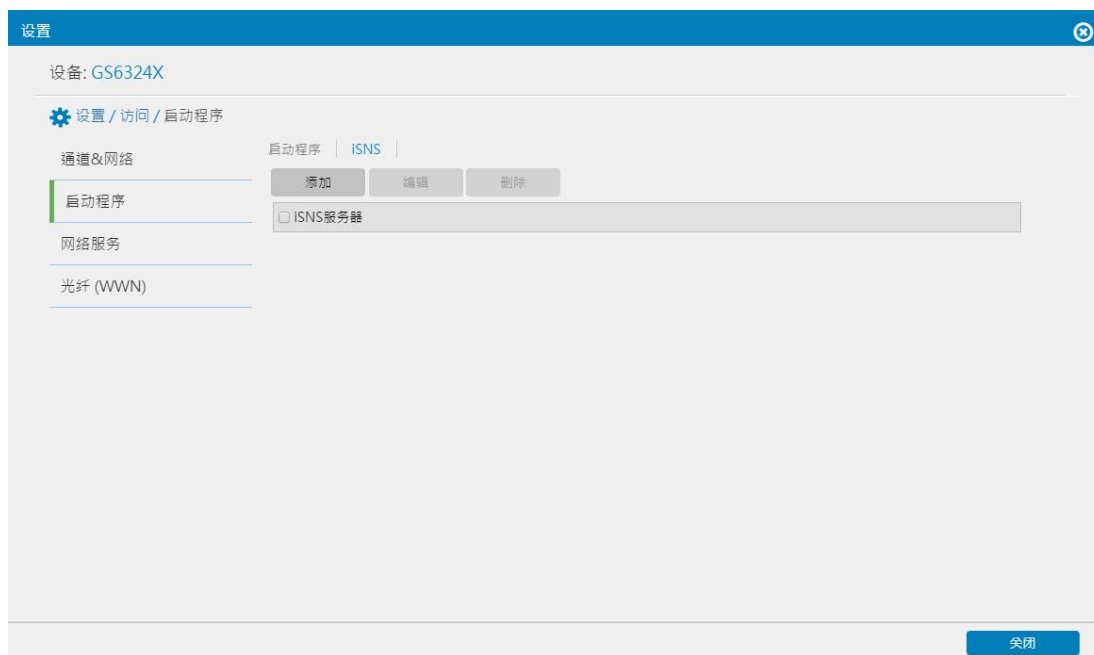 设置
设备: GS6324X
设置 / 访问 / 启动程序
通道&网络
启动程序
网络服务
光纤 (WWN)
启动程序 iSNS
添加 编辑 删除
iSNS服务器
关闭